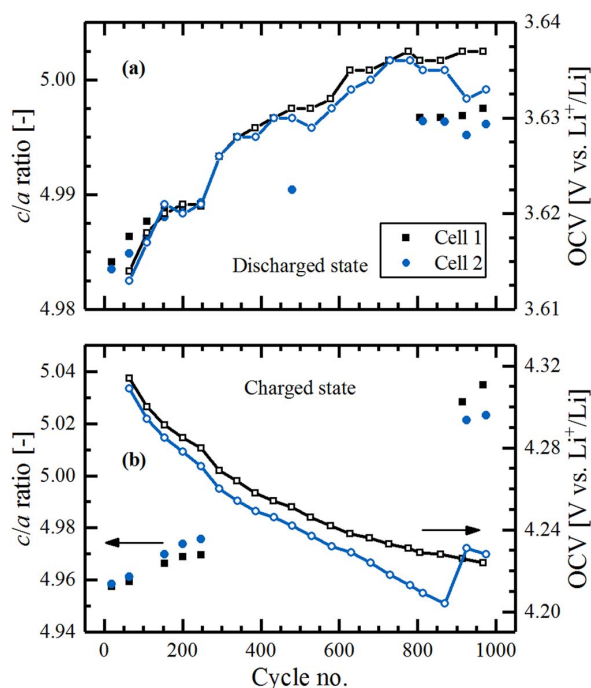 3.64
(a)
5.00
3.63
c/a ratio [-]
OCV [V vs. Li⁺/Li]
4.99
3.62
Cell 1
Cell 2
Discharged state
4.98
3.61
5.04
4.32
Charged state
5.02
(b)
4.28
c/a ratio [-]
OCV [V vs. Li⁺/Li]
5.00
4.98
4.24
4.96
4.20
4.94
0 200 400 600 800 1000
Cycle no.